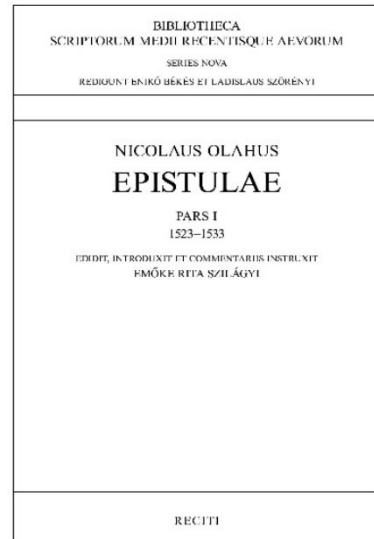 BIBLIOTHECA
SCRIPTORUM MEDII RECENTISQUE AEVORUM
SERIES NOVA
REDIGUNT ENIKŐ BÉKÉS ET LADISLAUS SZÖRÉNYI
NICOLAUS OLAHUS
EPISTULAE
PARS I
1523–1533
EDIDIT, INTRODUXIT ET COMMENTARIIS INSTRUXIT
EMŐKE RITA SZILÁGYI
RECITI